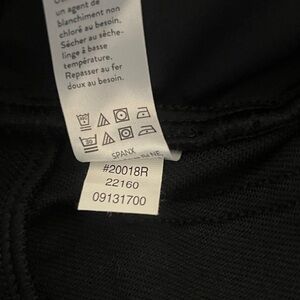 un agent de
blanchiment non
chloré au besoin.
Sécher au sèche-
linge à basse
température.
Repasser au fer
doux au besoin.
SPANX
#20018R
22160
09131700